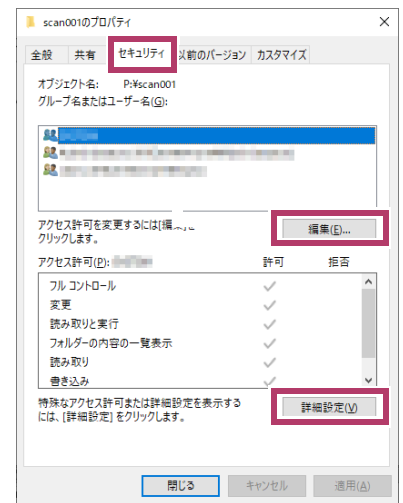 scan001のプロパティ
全般 共有 セキュリティ 以前のバージョン カスタマイズ
オブジェクト名: P:¥scan001
グループ名またはユーザー名(G):
アクセス許可を変更するには[編
クリックします。
編集(E)...
アクセス許可(P): 許可 拒否
フル コントロール
変更
読み取りと実行
フォルダーの内容の一覧表示
読み取り
書き込み
特殊なアクセス許可または詳細設定を表示する
には、[詳細設定] をクリックします。
詳細設定(V)
閉じる キャンセル 適用(A)